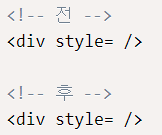 <!-- 전 -->
<div style= />
<!-- 후 -->
<div style= />